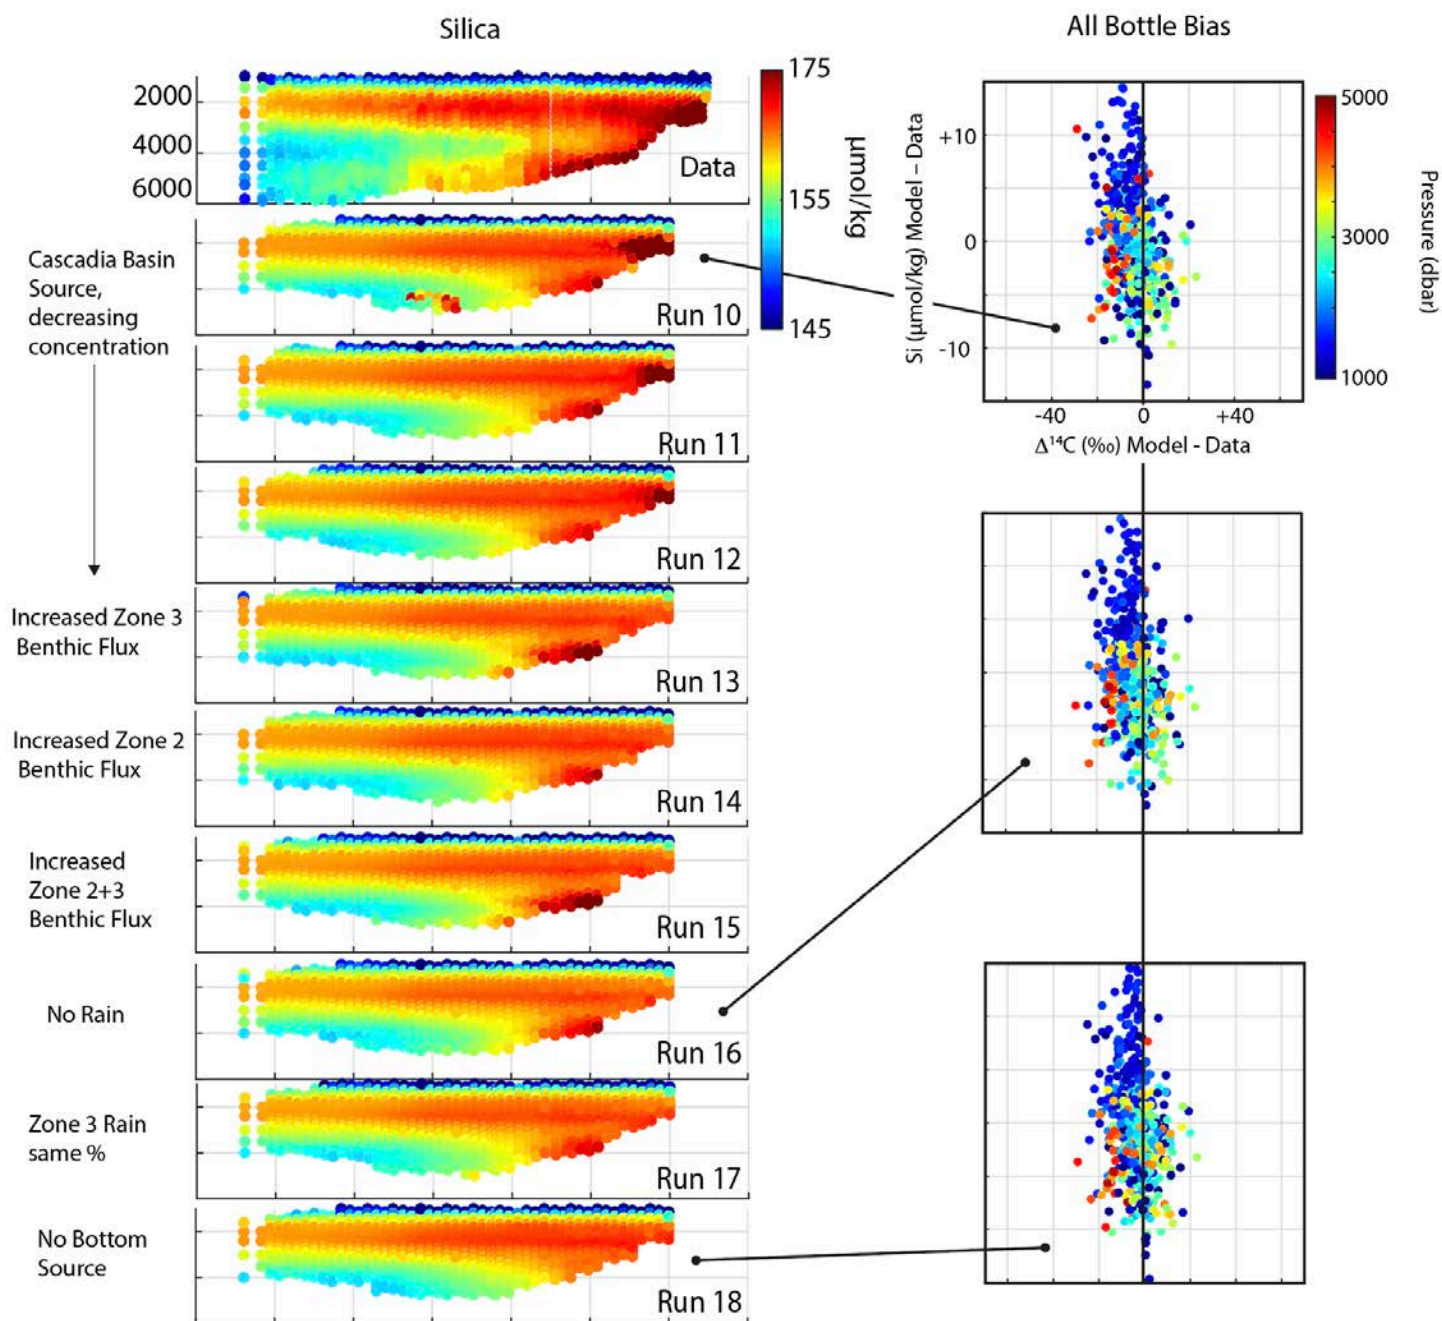 Silica
All Bottle Bias
2000
4000
6000
Data
175
155
145
μmol/kg
Cascadia Basin
Source,
decreasing
concentration
Run 10
Run 11
Run 12
Increased Zone 3
Benthic Flux
Run 13
Increased Zone 2
Benthic Flux
Run 14
Increased
Zone 2+3
Benthic Flux
Run 15
No Rain
Run 16
Zone 3 Rain
same %
Run 17
No Bottom
Source
Run 18
Si (μmol/kg) Model – Data
+10
0
-10
-40
0
+40
Δ¹⁴C (‰) Model - Data
5000
3000
1000
Pressure (dbar)